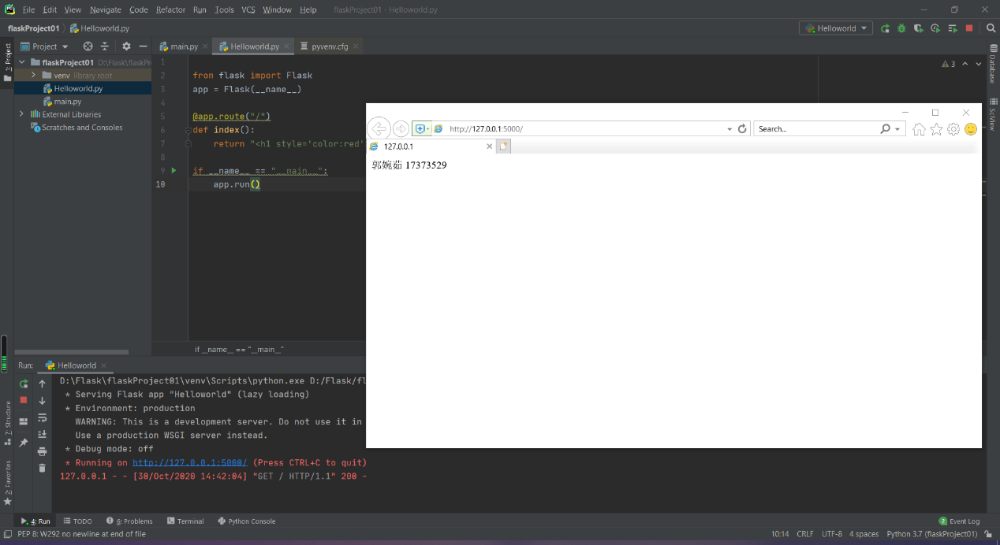 File Edit View Navigate Code Refactor Run Tools VCS Window Help flaskProject01 - Helloworld.py
flaskProject01 Helloworld.py Helloworld
Project main.py Helloworld.py pyvenv.cfg
1: Project
flaskProject01 D:\Flask\flaskPr
venv library root
Helloworld.py
main.py
External Libraries
Scratches and Consoles
1
2 from flask import Flask
3 app = Flask(__name__)
4
5 @app.route("/")
6 def index():
7 return "<h1 style='color:red'
8
9 if __name__ == "__main__":
10 app.run()
3
Database
SciView
http://127.0.0.1:5000/ Search...
127.0.0.1
郭婉茹 17373529
if __name__ == "__main__"
Run: Helloworld
D:\Flask\flaskProject01\venv\Scripts\python.exe D:/Flask/fl
* Serving Flask app "Helloworld" (lazy loading)
* Environment: production
WARNING: This is a development server. Do not use it in
Use a production WSGI server instead.
* Debug mode: off
* Running on http://127.0.0.1:5000/ (Press CTRL+C to quit)
127.0.0.1 - - [30/Oct/2020 14:42:04] "GET / HTTP/1.1" 200 -
7: Structure
2: Favorites
4: Run TODO 6: Problems Terminal Python Console 2 Event Log
PEP 8: W292 no newline at end of file 10:14 CRLF UTF-8 4 spaces Python 3.7 (flaskProject01)